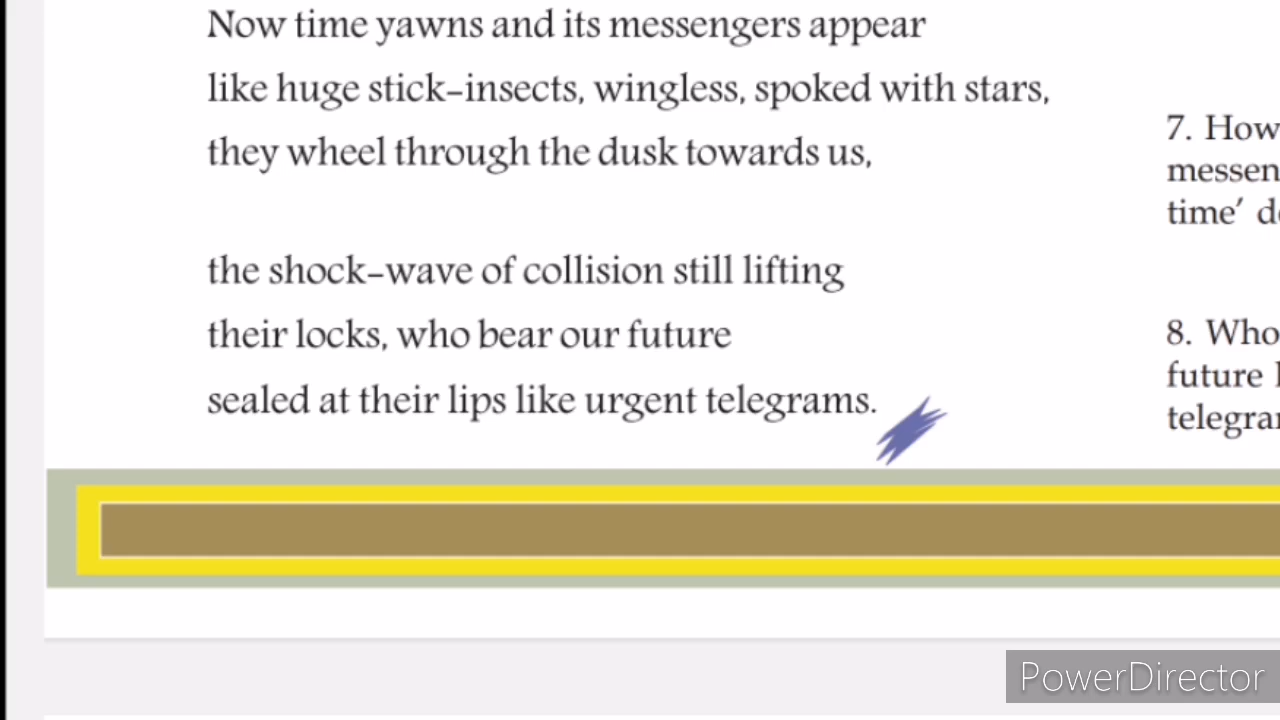 Now time yawns and its messengers appear
like huge stick-insects, wingless, spoked with stars,
they wheel through the dusk towards us,
the shock-wave of collision still lifting
their locks, who bear our future
sealed at their lips like urgent telegrams.
7. How
messen
time' d
8. Who
future
telegra
PowerDirector